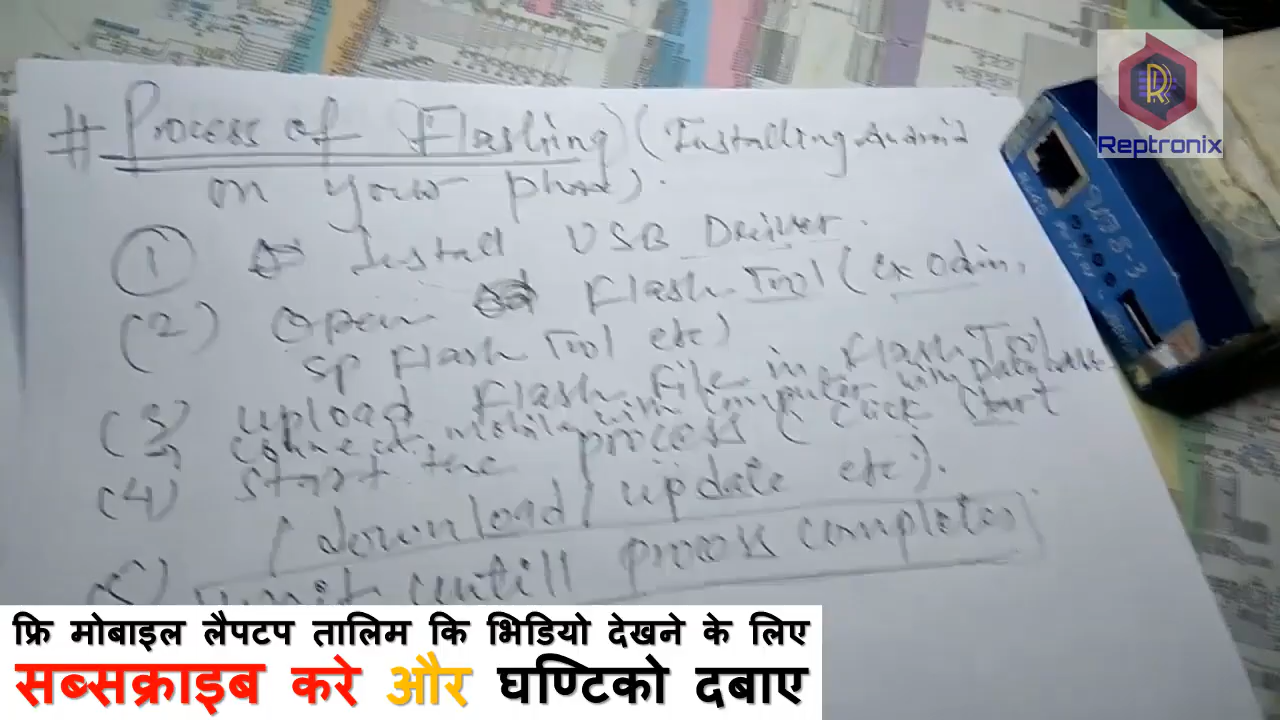 # Process of Flashing (Installing Android
on your phone).
(1) Install USB Driver.
(2) Open Flash Tool (ex odin,
SP Flash Tool etc)
(3) upload Flash File in Flash Tool
connect mobile with computer with Data
(4) start the process (click start
/ download / update etc).
wait untill process completes
Reptronix
UFS-3
फ्रि मोबाइल लैपटप तालिम कि भिडियो देखने के लिए
सब्सक्राइब करे और घण्टिको दबाए